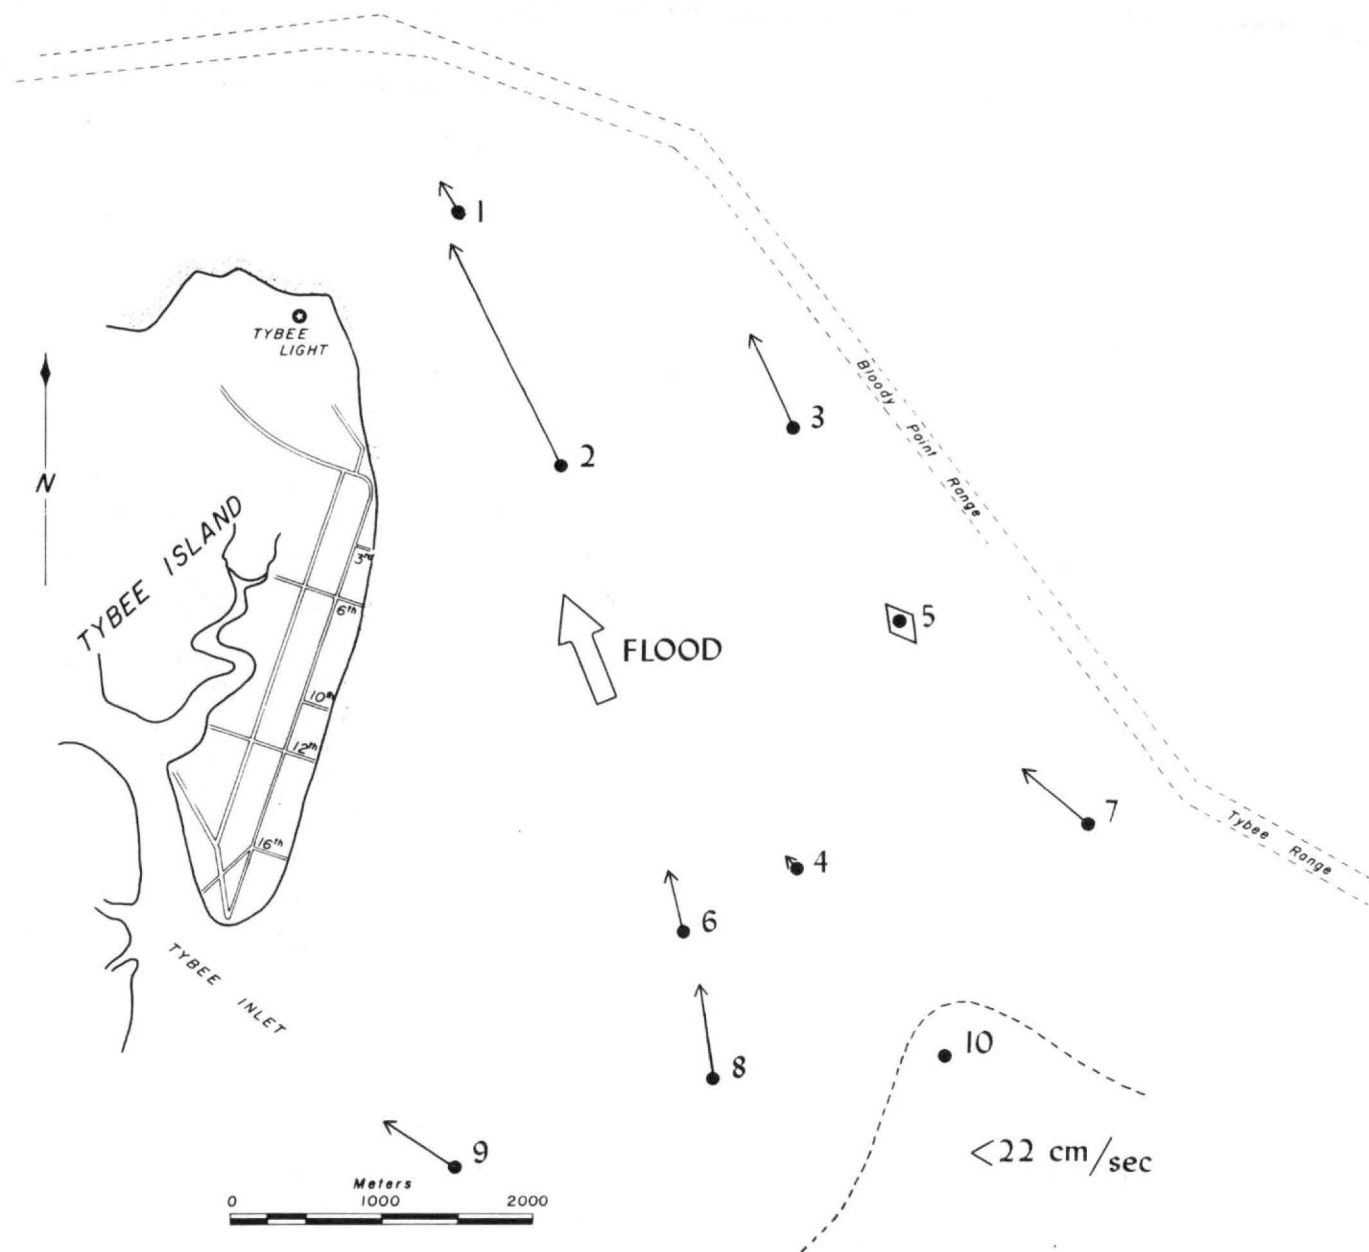 1
TYBEE
LIGHT
3
2
N
Bloody Point Range
TYBEE ISLAND
3rd
6th
5
FLOOD
10th
12th
7
Tybee Range
16th
4
6
TYBEE INLET
10
8
<22 cm/sec
9
Meters
0 1000 2000